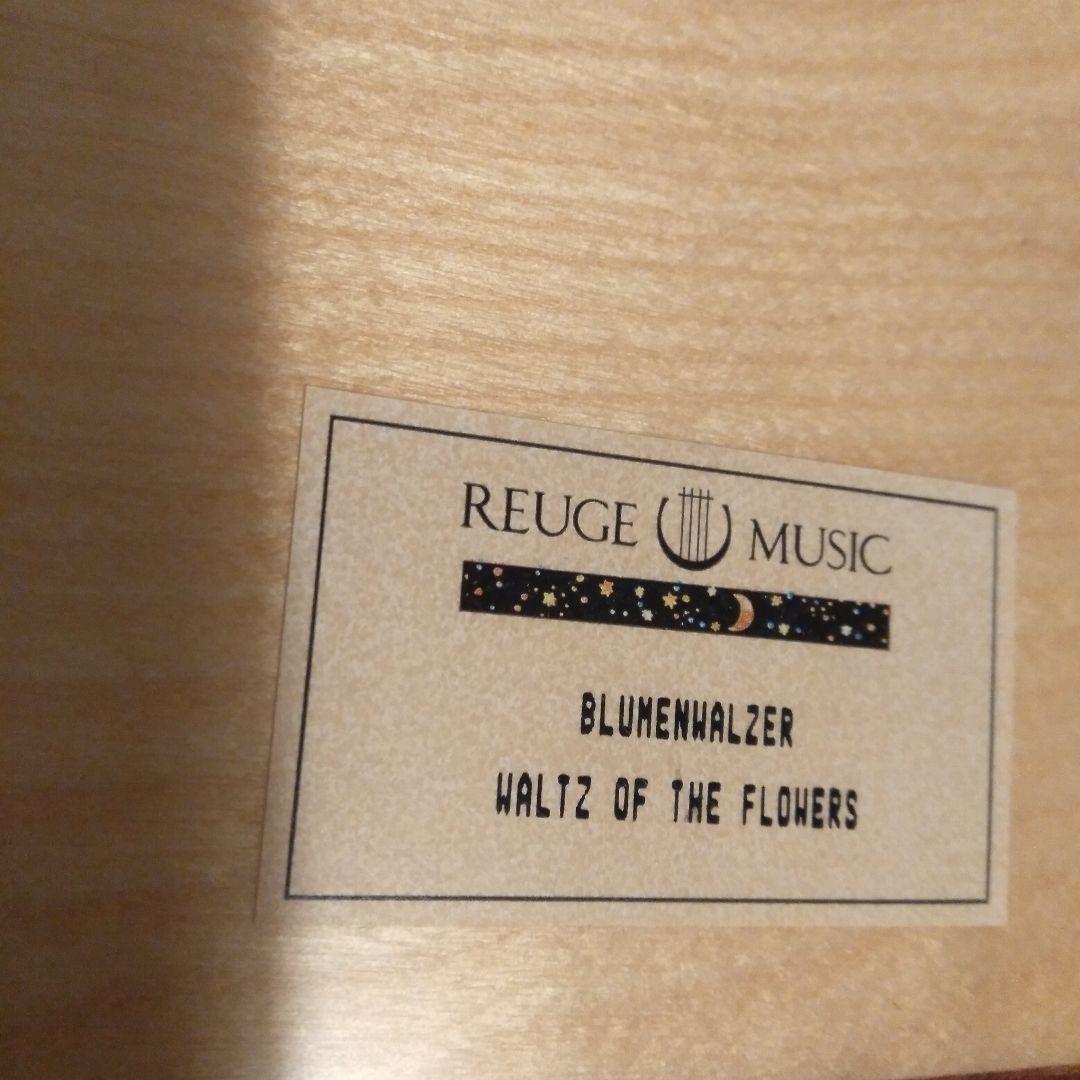 REUGE MUSIC
BLUMENWALZER
WALTZ OF THE FLOWERS